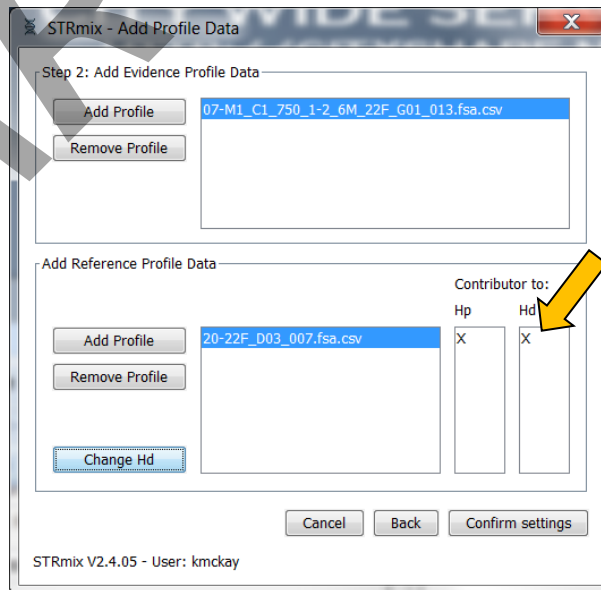 STRmix - Add Profile Data
Step 2: Add Evidence Profile Data
Add Profile
07-M1_C1_750_1-2_6M_22F_G01_013.fsa.csv
Remove Profile
Add Reference Profile Data
Contributor to:
Hp Hd
Add Profile
20-22F_D03_007.fsa.csv
X X
Remove Profile
Change Hd
Cancel Back Confirm settings
STRmix V2.4.05 - User: kmckay